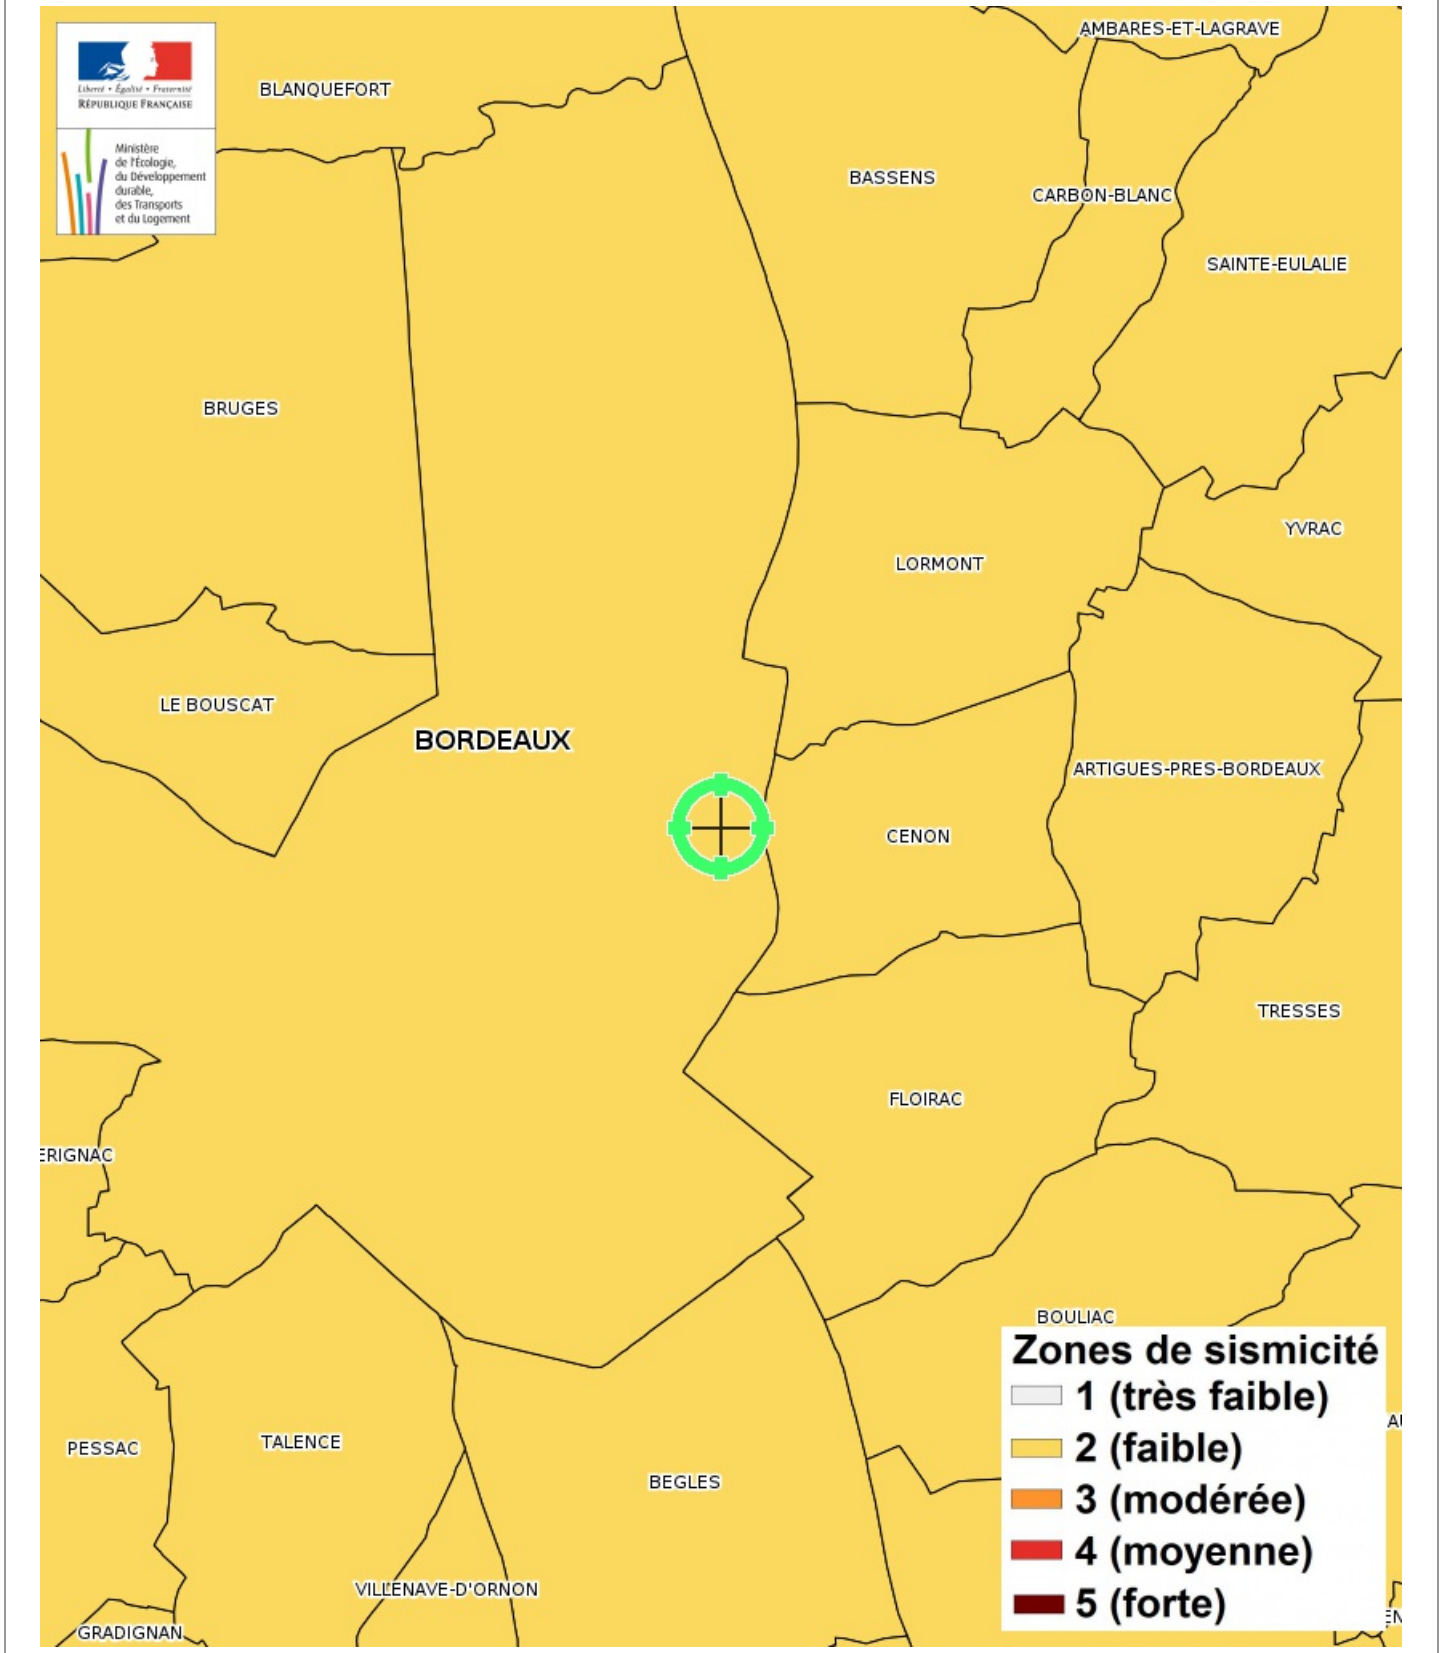 AMBARES-ET-LAGRAVE
Liberté • Égalité • Fraternité
RÉPUBLIQUE FRANÇAISE
BLANQUEFORT
Ministère
de l'Écologie,
du Développement
durable,
des Transports
et du Logement
BASSENS
CARBON-BLANC
SAINTE-EULALIE
BRUGES
YVRAC
LORMONT
LE BOUSCAT
BORDEAUX
ARTIGUES-PRES-BORDEAUX
CENON
TRESSES
FLOIRAC
ERIGNAC
BOULIAC
Zones de sismicité
1 (très faible)
2 (faible)
3 (modérée)
4 (moyenne)
5 (forte)
TALENCE
PESSAC
BEGLES
VILLENAVE-D'ORNON
GRADIGNAN